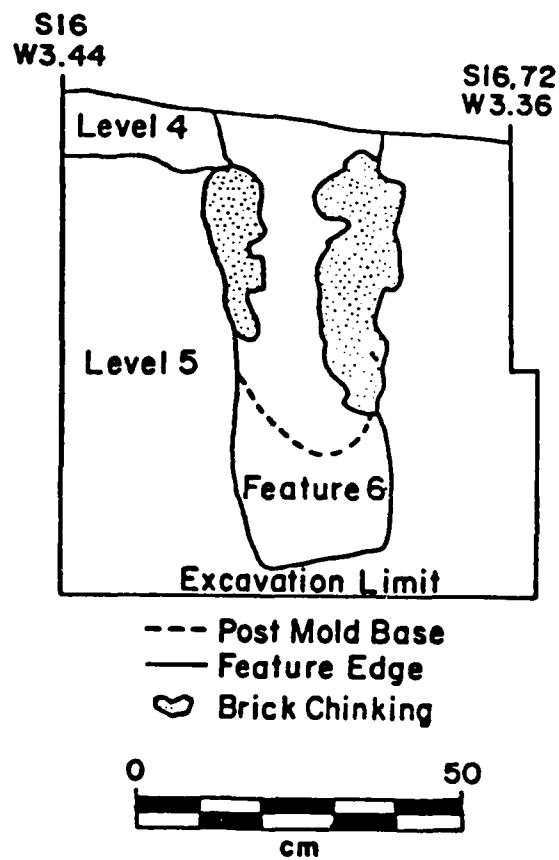 S16
W3.44
S16.72
W3.36
Level 4
Level 5
Feature 6
Excavation Limit
Post Mold Base
Feature Edge
Brick Chinking
0 50
cm